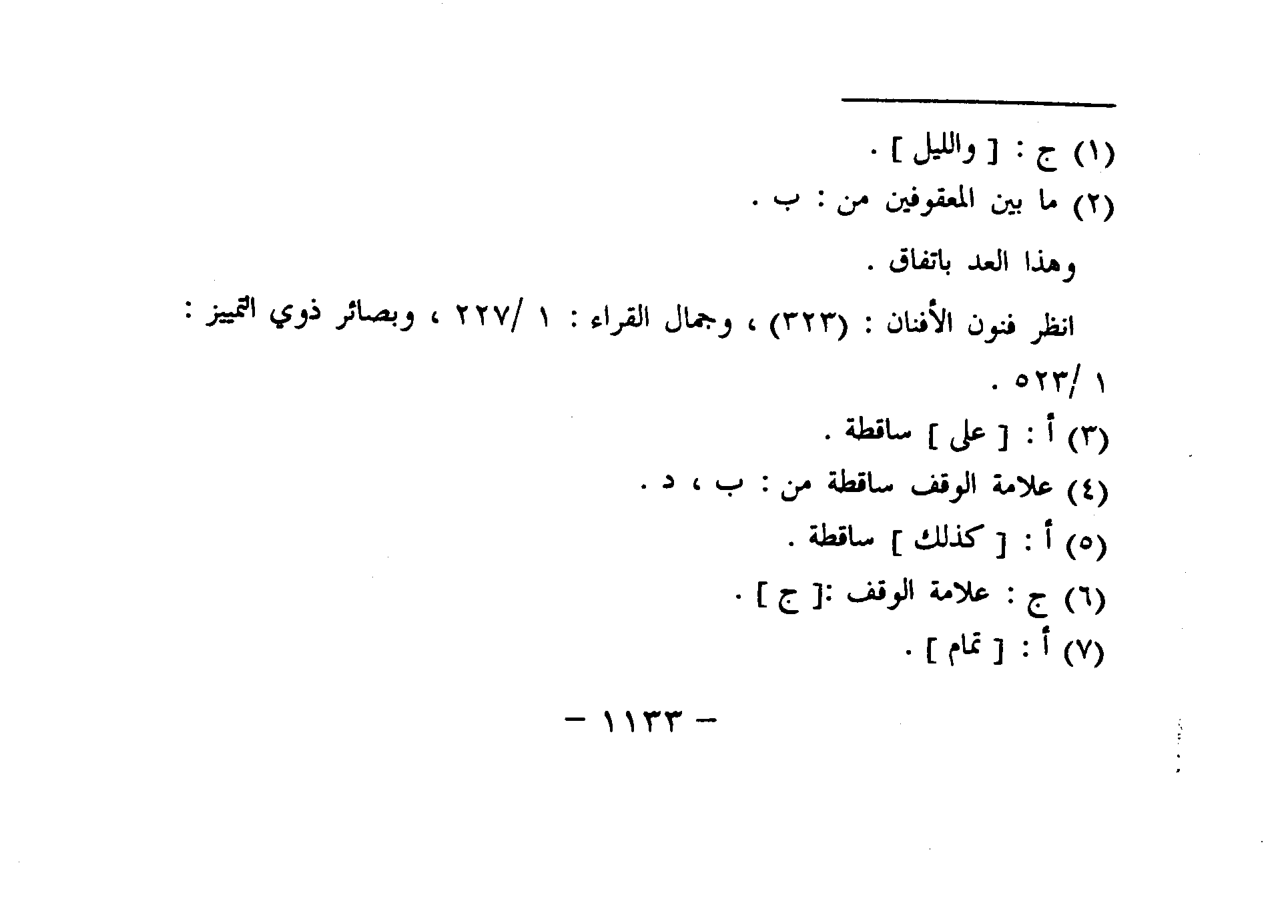 (١) ج : [ والليل ] .
(٢) ما بين المعقوفين من : ب .
وهذا العد باتفاق .
انظر فنون الأفنان : (٣٢٣) ، وجمال القراء : ١ /٢٢٧ ، وبصائر ذوي التمييز :
١ /٥٢٣ .
(٣) أ : [ على ] ساقطة .
(٤) علامة الوقف ساقطة من : ب ، د .
(٥) أ : [ كذلك ] ساقطة .
(٦) ج : علامة الوقف :[ ج ] .
(٧) أ : [ تمام ] .
– ١١٣٣ –